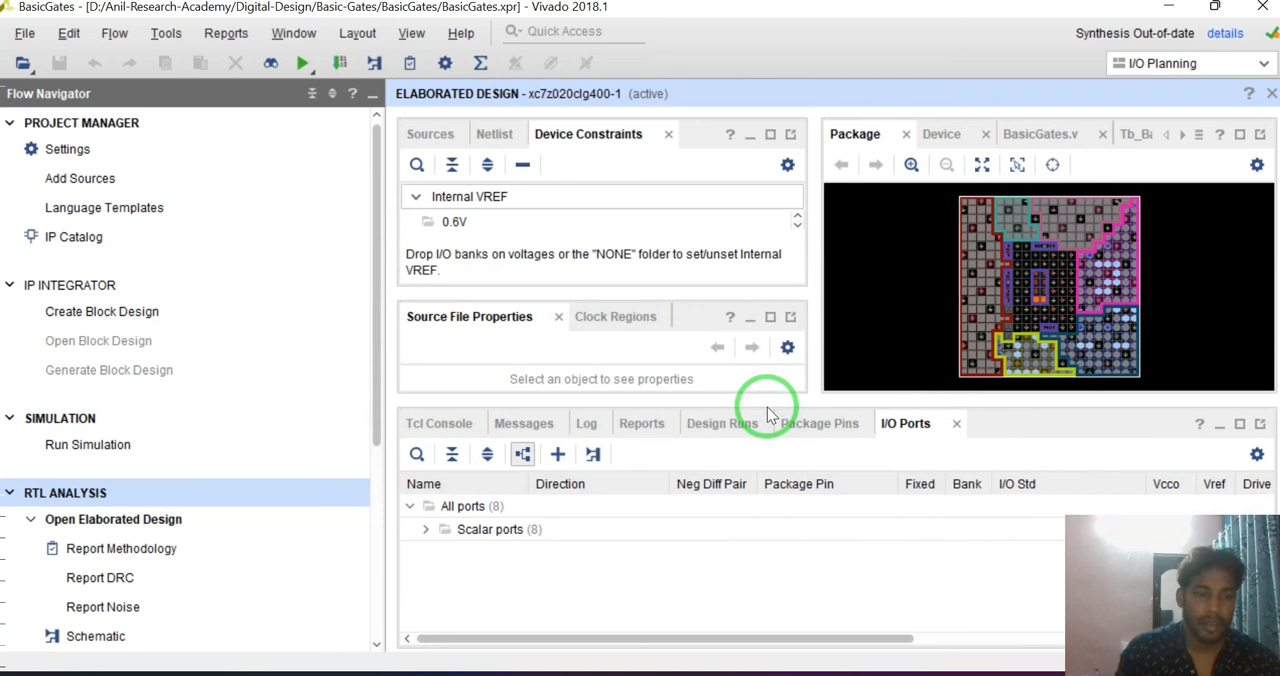 BasicGates - [D:/Anil-Research-Academy/Digital-Design/Basic-Gates/BasicGates/BasicGates.xpr] - Vivado 2018.1
File Edit Flow Tools Reports Window Layout View Help Quick Access
Synthesis Out-of-date details
I/O Planning
Flow Navigator
PROJECT MANAGER
Settings
Add Sources
Language Templates
IP Catalog
IP INTEGRATOR
Create Block Design
Open Block Design
Generate Block Design
SIMULATION
Run Simulation
RTL ANALYSIS
Open Elaborated Design
Report Methodology
Report DRC
Report Noise
Schematic
ELABORATED DESIGN - xc7z020clg400-1 (active)
Sources Netlist Device Constraints
Internal VREF
0.6V
Drop I/O banks on voltages or the "NONE" folder to set/unset Internal
VREF.
Source File Properties Clock Regions
Select an object to see properties
Package Device BasicGates.v Tb_Ba
Tcl Console Messages Log Reports Design Runs Package Pins I/O Ports
Name Direction Neg Diff Pair Package Pin Fixed Bank I/O Std Vcco Vref Drive
All ports (8)
Scalar ports (8)